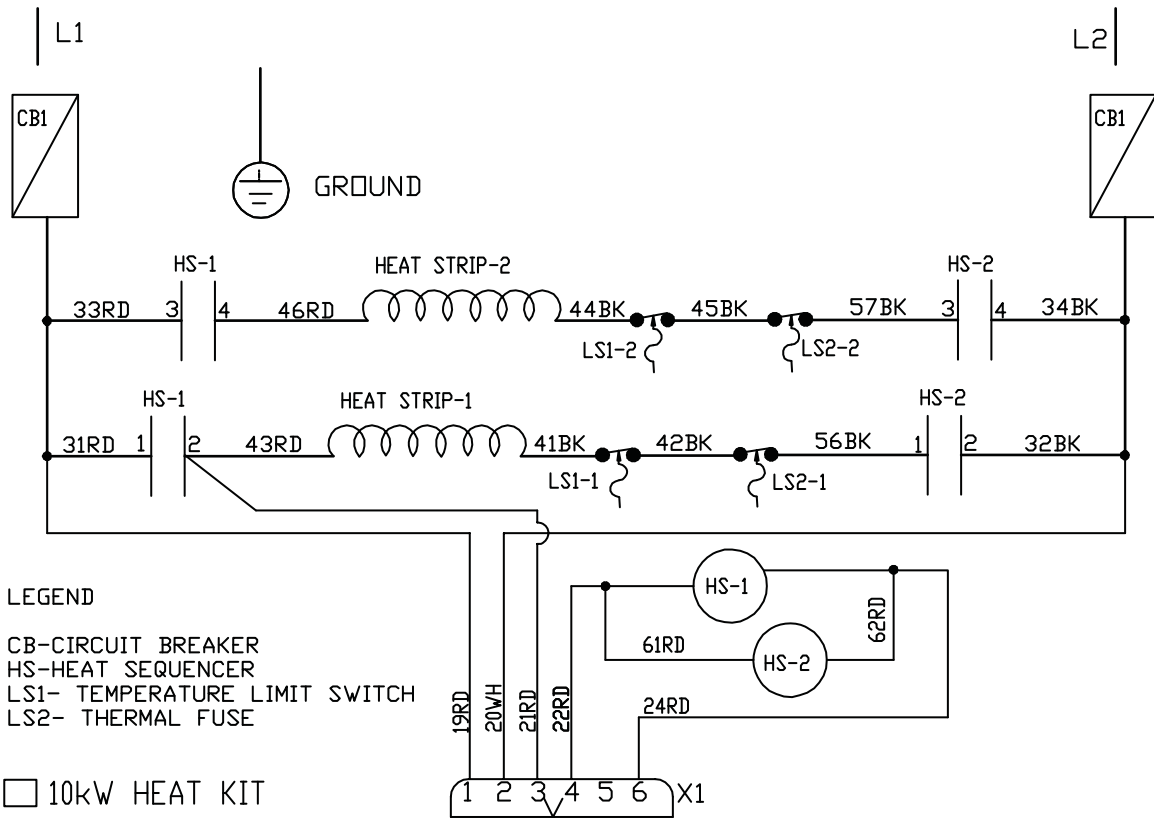 L1
L2
CB1
CB1
GROUND
HS-1
HEAT STRIP-2
HS-2
33RD
3
4
46RD
44BK
45BK
57BK
3
4
34BK
LS1-2
LS2-2
HS-1
HEAT STRIP-1
HS-2
31RD
1
2
43RD
41BK
42BK
56BK
1
2
32BK
LS1-1
LS2-1
HS-1
62RD
61RD
HS-2
LEGEND
CB-CIRCUIT BREAKER
HS-HEAT SEQUENCER
LS1- TEMPERATURE LIMIT SWITCH
LS2- THERMAL FUSE
19RD
20WH
21RD
22RD
24RD
10kW HEAT KIT
1 2 3 4 5 6 X1